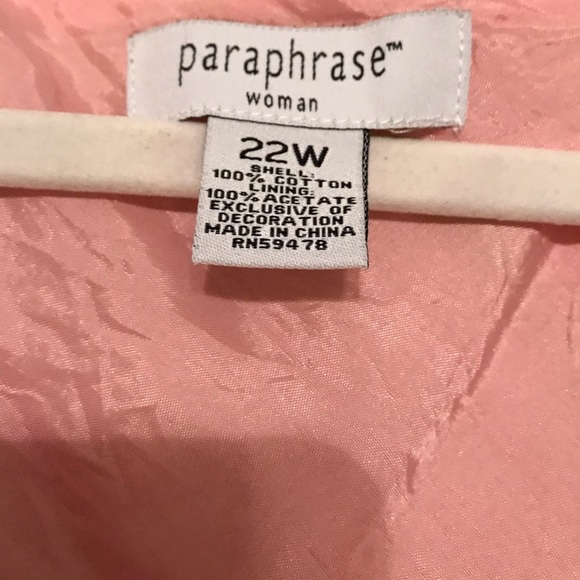 paraphrase™
woman
22W
SHELL:
100% COTTON
LINING:
100% ACETATE
EXCLUSIVE OF
DECORATION
MADE IN CHINA
RN59478